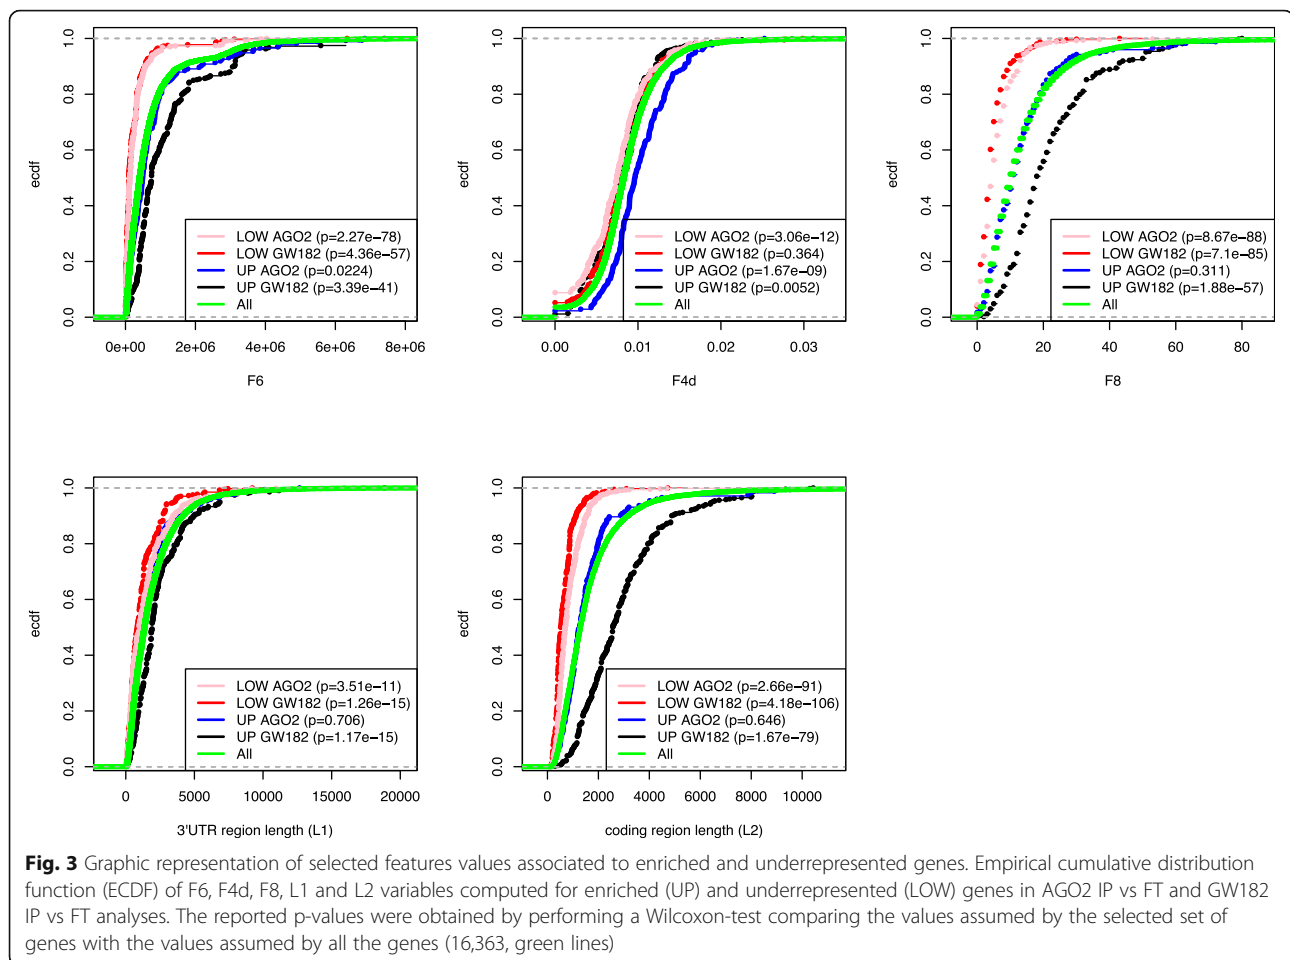 1.0
0.8
0.6
0.4
0.2
0.0
ecdf
LOW AGO2 (p=2.27e−78)
LOW GW182 (p=4.36e−57)
UP AGO2 (p=0.0224)
UP GW182 (p=3.39e−41)
All
0e+00 2e+06 4e+06 6e+06 8e+06
F6
1.0
0.8
0.6
0.4
0.2
0.0
ecdf
LOW AGO2 (p=3.06e−12)
LOW GW182 (p=0.364)
UP AGO2 (p=1.67e−09)
UP GW182 (p=0.0052)
All
0.00 0.01 0.02 0.03
F4d
1.0
0.8
0.6
0.4
0.2
0.0
ecdf
LOW AGO2 (p=8.67e−88)
LOW GW182 (p=7.1e−85)
UP AGO2 (p=0.311)
UP GW182 (p=1.88e−57)
All
0 20 40 60 80
F8
1.0
0.8
0.6
0.4
0.2
0.0
ecdf
LOW AGO2 (p=3.51e−11)
LOW GW182 (p=1.26e−15)
UP AGO2 (p=0.706)
UP GW182 (p=1.17e−15)
All
0 5000 10000 15000 20000
3'UTR region length (L1)
1.0
0.8
0.6
0.4
0.2
0.0
ecdf
LOW AGO2 (p=2.66e−91)
LOW GW182 (p=4.18e−106)
UP AGO2 (p=0.646)
UP GW182 (p=1.67e−79)
All
0 2000 4000 6000 8000 10000
coding region length (L2)
Fig. 3 Graphic representation of selected features values associated to enriched and underrepresented genes. Empirical cumulative distribution
function (ECDF) of F6, F4d, F8, L1 and L2 variables computed for enriched (UP) and underrepresented (LOW) genes in AGO2 IP vs FT and GW182
IP vs FT analyses. The reported p-values were obtained by performing a Wilcoxon-test comparing the values assumed by the selected set of
genes with the values assumed by all the genes (16,363, green lines)